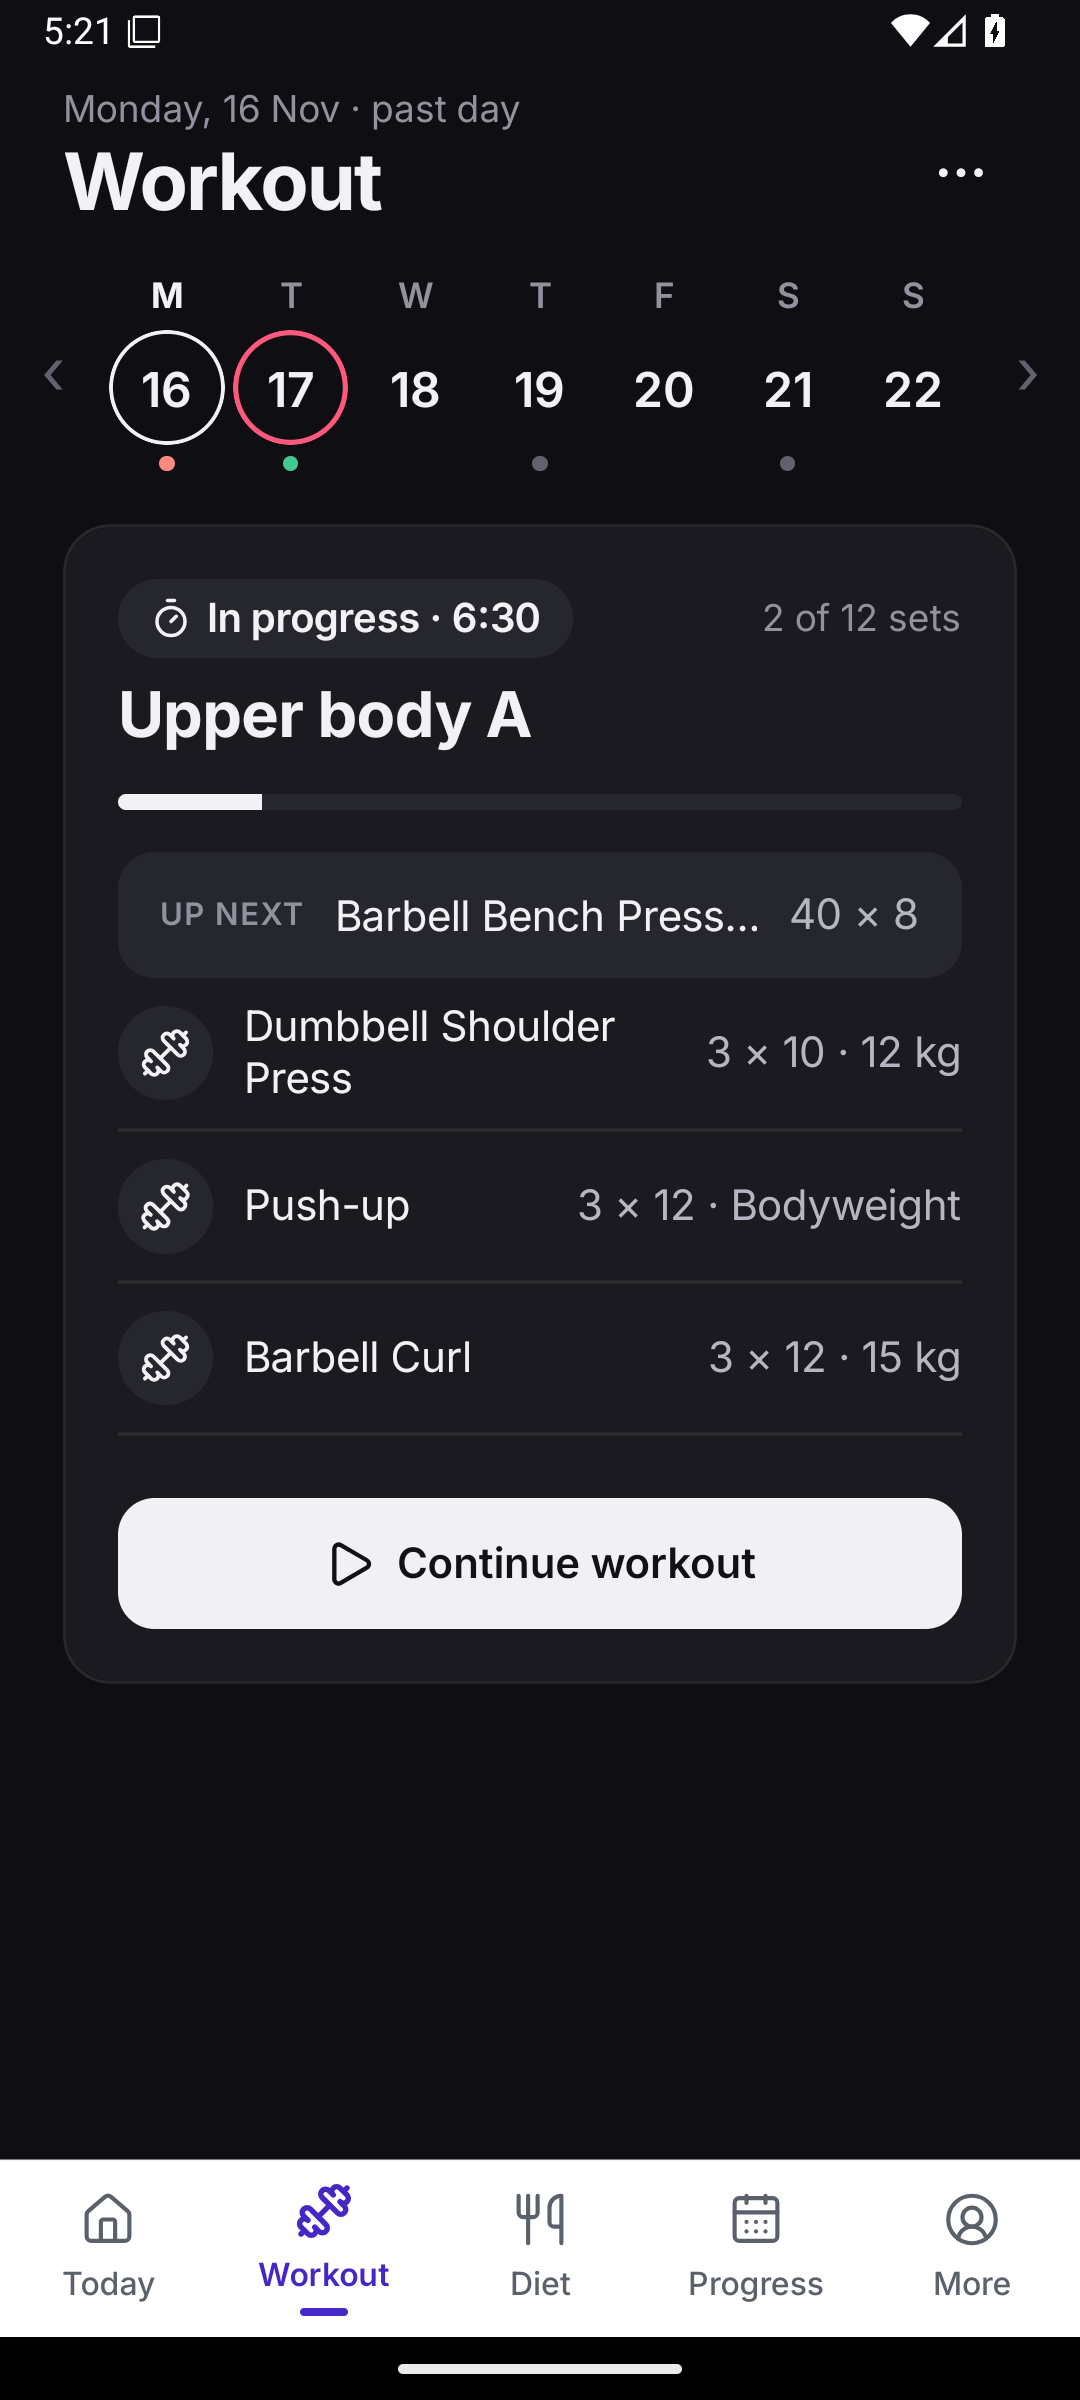 5:21
Monday, 16 Nov · past day
Workout
...
M T W T F S S
‹ 16 17 18 19 20 21 22 ›
In progress · 6:30
2 of 12 sets
Upper body A
UP NEXT Barbell Bench Press... 40 × 8
Dumbbell Shoulder
Press
3 × 10 · 12 kg
Push-up 3 × 12 · Bodyweight
Barbell Curl 3 × 12 · 15 kg
Continue workout
Today Workout Diet Progress More